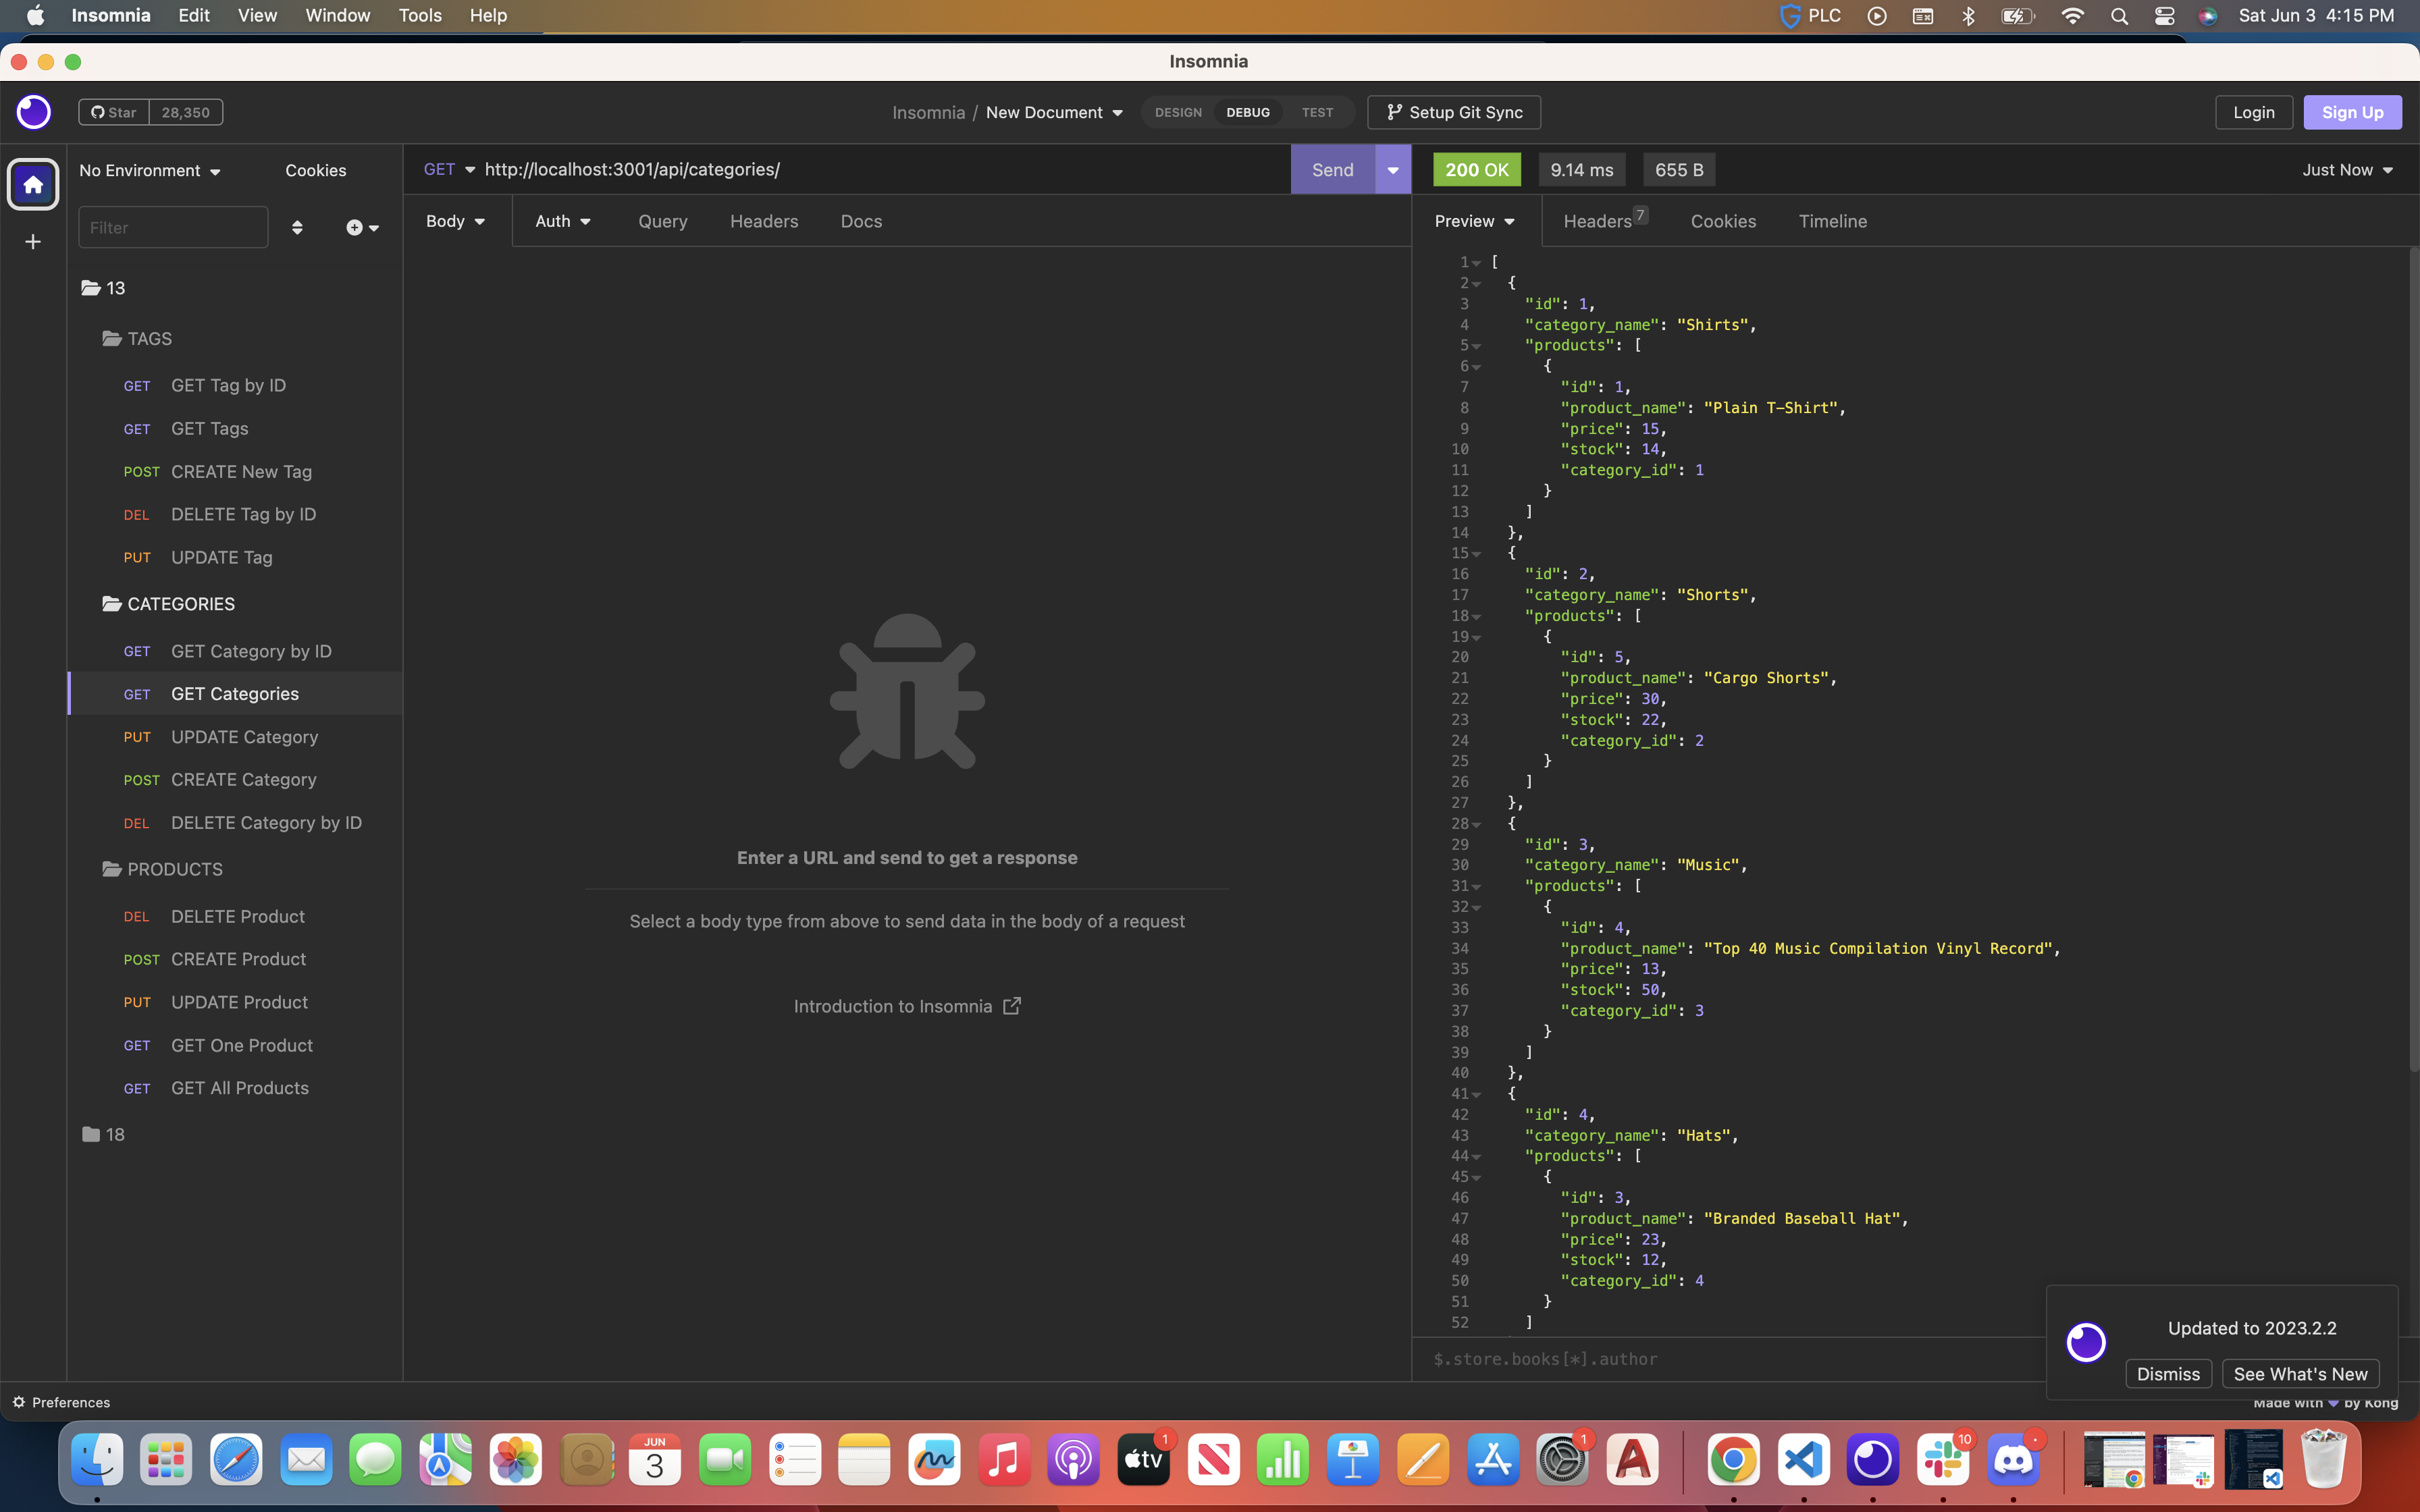 Insomnia Edit View Window Tools Help PLC Sat Jun 3 4:15 PM
Insomnia
Star 28,350 Insomnia / New Document DESIGN DEBUG TEST Setup Git Sync Login Sign Up
No Environment Cookies
Filter
13
TAGS
GET GET Tag by ID
GET GET Tags
POST CREATE New Tag
DEL DELETE Tag by ID
PUT UPDATE Tag
CATEGORIES
GET GET Category by ID
GET GET Categories
PUT UPDATE Category
POST CREATE Category
DEL DELETE Category by ID
PRODUCTS
DEL DELETE Product
POST CREATE Product
PUT UPDATE Product
GET GET One Product
GET GET All Products
18
GET http://localhost:3001/api/categories/ Send
Body Auth Query Headers Docs
Enter a URL and send to get a response
Select a body type from above to send data in the body of a request
Introduction to Insomnia
200 OK 9.14 ms 655 B Just Now
Preview Headers 7 Cookies Timeline
1 [
2 {
3 "id": 1,
4 "category_name": "Shirts",
5 "products": [
6 {
7 "id": 1,
8 "product_name": "Plain T-Shirt",
9 "price": 15,
10 "stock": 14,
11 "category_id": 1
12 }
13 ]
14 },
15 {
16 "id": 2,
17 "category_name": "Shorts",
18 "products": [
19 {
20 "id": 5,
21 "product_name": "Cargo Shorts",
22 "price": 30,
23 "stock": 22,
24 "category_id": 2
25 }
26 ]
27 },
28 {
29 "id": 3,
30 "category_name": "Music",
31 "products": [
32 {
33 "id": 4,
34 "product_name": "Top 40 Music Compilation Vinyl Record",
35 "price": 13,
36 "stock": 50,
37 "category_id": 3
38 }
39 ]
40 },
41 {
42 "id": 4,
43 "category_name": "Hats",
44 "products": [
45 {
46 "id": 3,
47 "product_name": "Branded Baseball Hat",
48 "price": 23,
49 "stock": 12,
50 "category_id": 4
51 }
52 ]
$.store.books[*].author
Updated to 2023.2.2
Dismiss See What's New
Preferences
Made with by Kong
JUN
3
tv
1
1
10